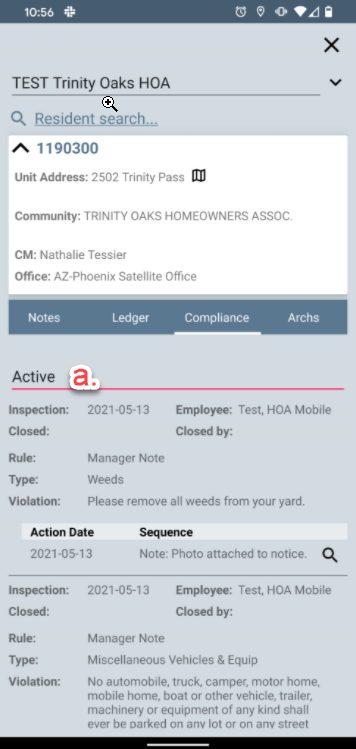 10:56
TEST Trinity Oaks HOA
Resident search...
1190300
Unit Address: 2502 Trinity Pass
Community: TRINITY OAKS HOMEOWNERS ASSOC.
CM: Nathalie Tessier
Office: AZ-Phoenix Satellite Office
Notes Ledger Compliance Archs
Active a.
Inspection: 2021-05-13 Employee: Test, HOA Mobile
Closed: Closed by:
Rule: Manager Note
Type: Weeds
Violation: Please remove all weeds from your yard.
Action Date Sequence
2021-05-13 Note: Photo attached to notice.
Inspection: 2021-05-13 Employee: Test, HOA Mobile
Closed: Closed by:
Rule: Manager Note
Type: Miscellaneous Vehicles & Equip
Violation: No automobile, truck, camper, motor home,
mobile home, boat or other vehicle, trailer,
machinery or equipment of any kind shall
ever be parked on any lot or on any street